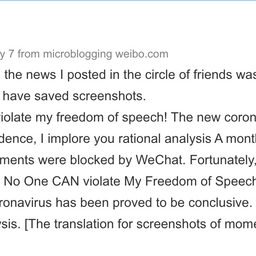 y 7 from microblogging weibo.com
the news I posted in the circle of friends was
have saved screenshots.
iolate my freedom of speech! The new coron
dence, I implore you rational analysis A mont
ments were blocked by WeChat. Fortunately,
No One CAN violate My Freedom of Speech
ronavirus has been proved to be conclusive.
ysis. [The translation for screenshots of mome